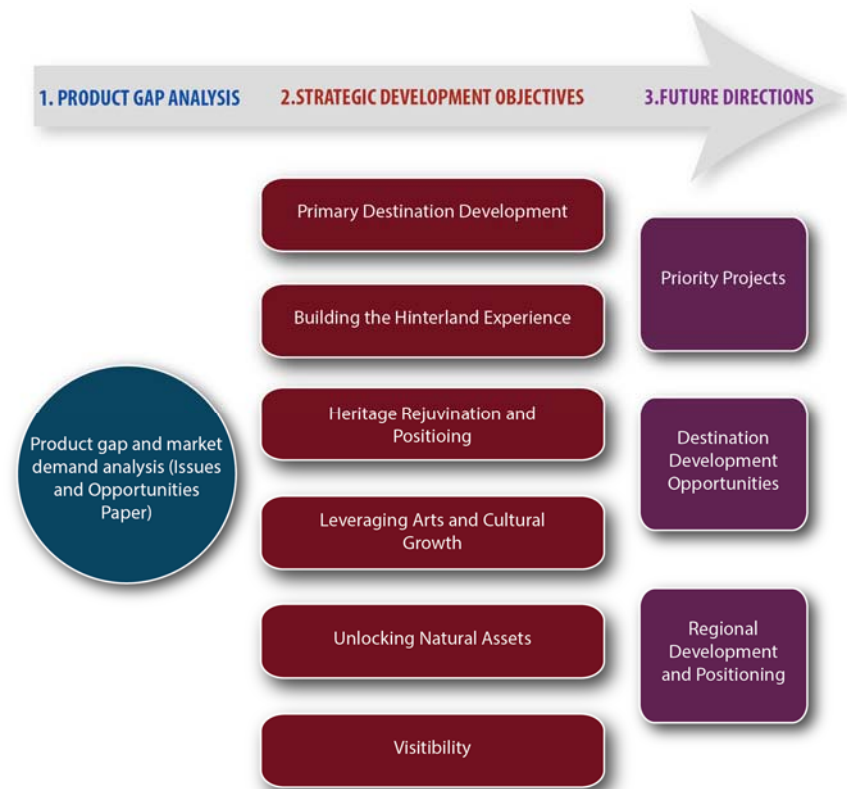 1. PRODUCT GAP ANALYSIS
2.STRATEGIC DEVELOPMENT OBJECTIVES
3.FUTURE DIRECTIONS
Product gap and market
demand analysis (Issues
and Opportunities
Paper)
Primary Destination Development
Building the Hinterland Experience
Heritage Rejuvination and
Positioing
Leveraging Arts and Cultural
Growth
Unlocking Natural Assets
Visitibility
Priority Projects
Destination
Development
Opportunities
Regional
Development
and Positioning